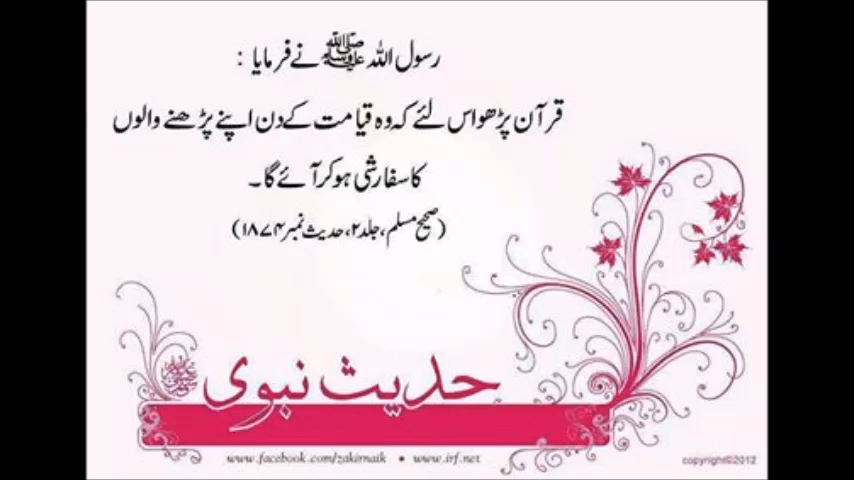 رسول اللہ ﷺ نے فرمایا :
قرآن پڑھو اس لئے کہ وہ قیامت کے دن اپنے پڑھنے والوں
کا سفارشی ہو کر آئے گا۔
(صحیح مسلم، جلد ۲، حدیث نمبر ۱۸۷۴)
حدیث نبوی
www.facebook.com/zakirnaik • www.irf.net
copyright©2012